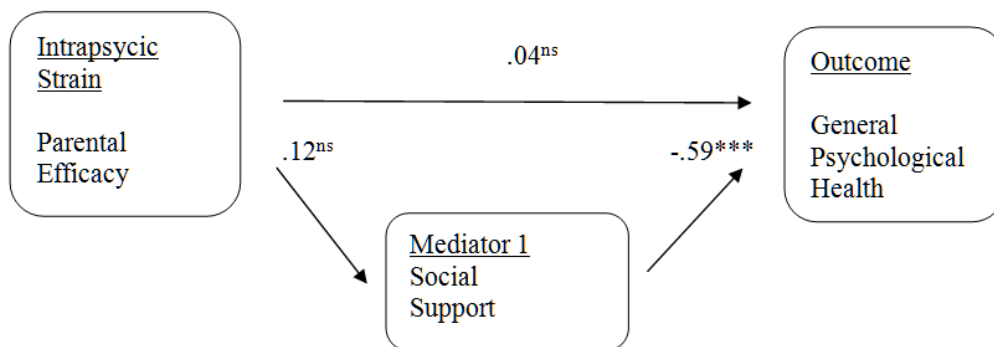 Intrapsycic
Strain
Parental
Efficacy
.04ns
.12ns
-.59***
Outcome
General
Psychological
Health
Mediator 1
Social
Support